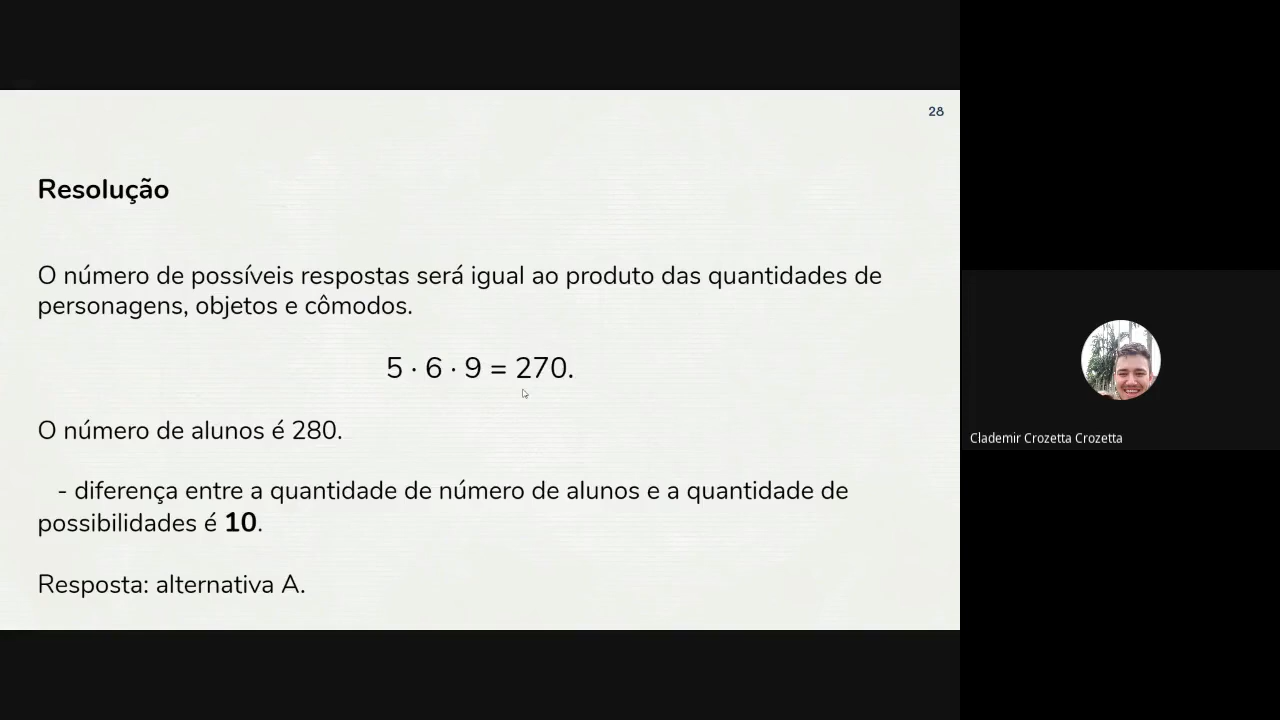 28
Resolução
O número de possíveis respostas será igual ao produto das quantidades de
personagens, objetos e cômodos.
5 · 6 · 9 = 270.
O número de alunos é 280.
- diferença entre a quantidade de número de alunos e a quantidade de
possibilidades é 10.
Resposta: alternativa A.
Clademir Crozetta Crozetta